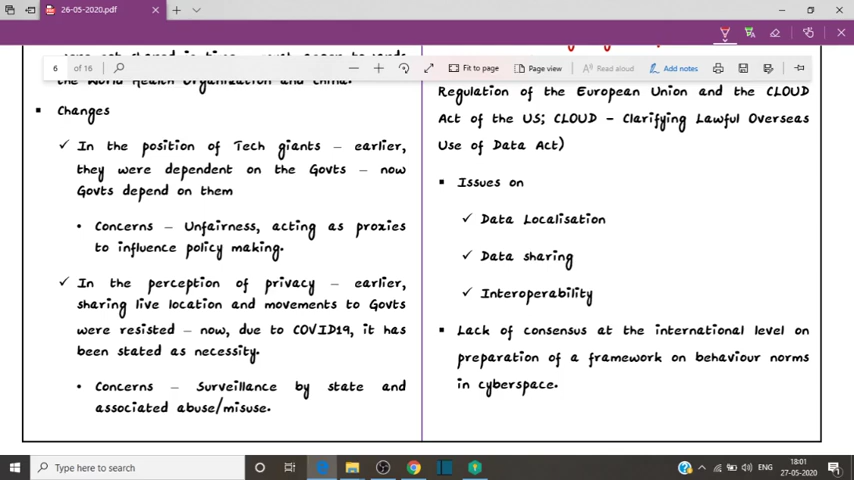 26-05-2020.pdf
6 of 16
Fit to page
Page view
Read aloud
Add notes
the World Health Organization and China.
Changes
In the position of Tech giants – earlier,
they were dependent on the Govts – now
Govts depend on them
Concerns – Unfairness, acting as proxies
to influence policy making.
In the perception of privacy – earlier,
sharing live location and movements to Govts
were resisted – now, due to COVID19, it has
been stated as necessity.
Concerns – Surveillance by state and
associated abuse/misuse.
Regulation of the European Union and the CLOUD
Act of the US; CLOUD – Clarifying Lawful Overseas
Use of Data Act)
Issues on
Data Localisation
Data sharing
Interoperability
Lack of consensus at the international level on
preparation of a framework on behaviour norms
in cyberspace.
Type here to search
ENG
18:01
27-05-2020